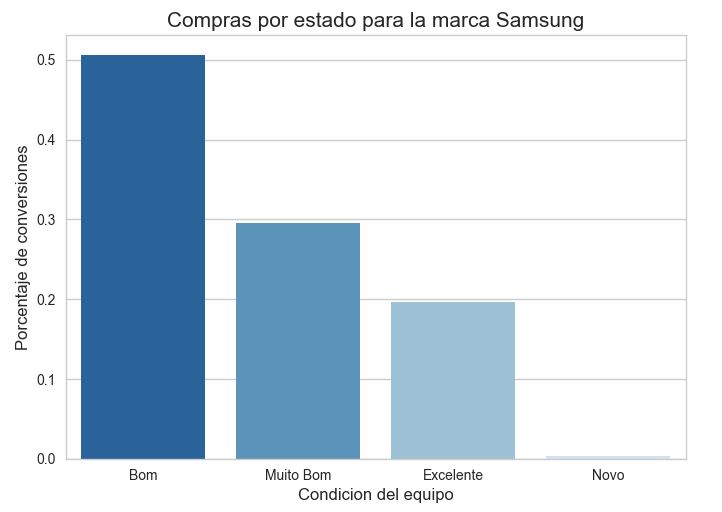 Compras por estado para la marca Samsung
Porcentaje de conversiones
0.5
0.4
0.3
0.2
0.1
0.0
Bom Muito Bom Excelente Novo
Condicion del equipo